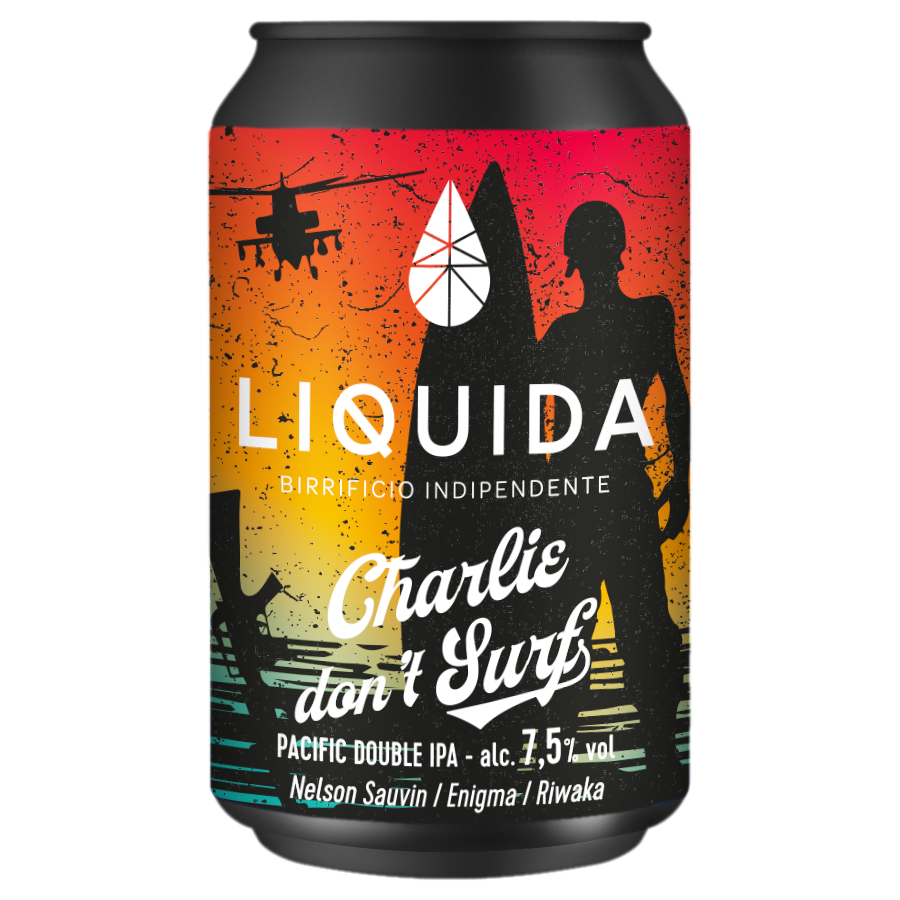 LIQUIDA
BIRRIFICIO INDIPENDENTE
Charlie
don't Surf
PACIFIC DOUBLE IPA - alc. 7,5% vol
Nelson Sauvin / Enigma / Riwaka